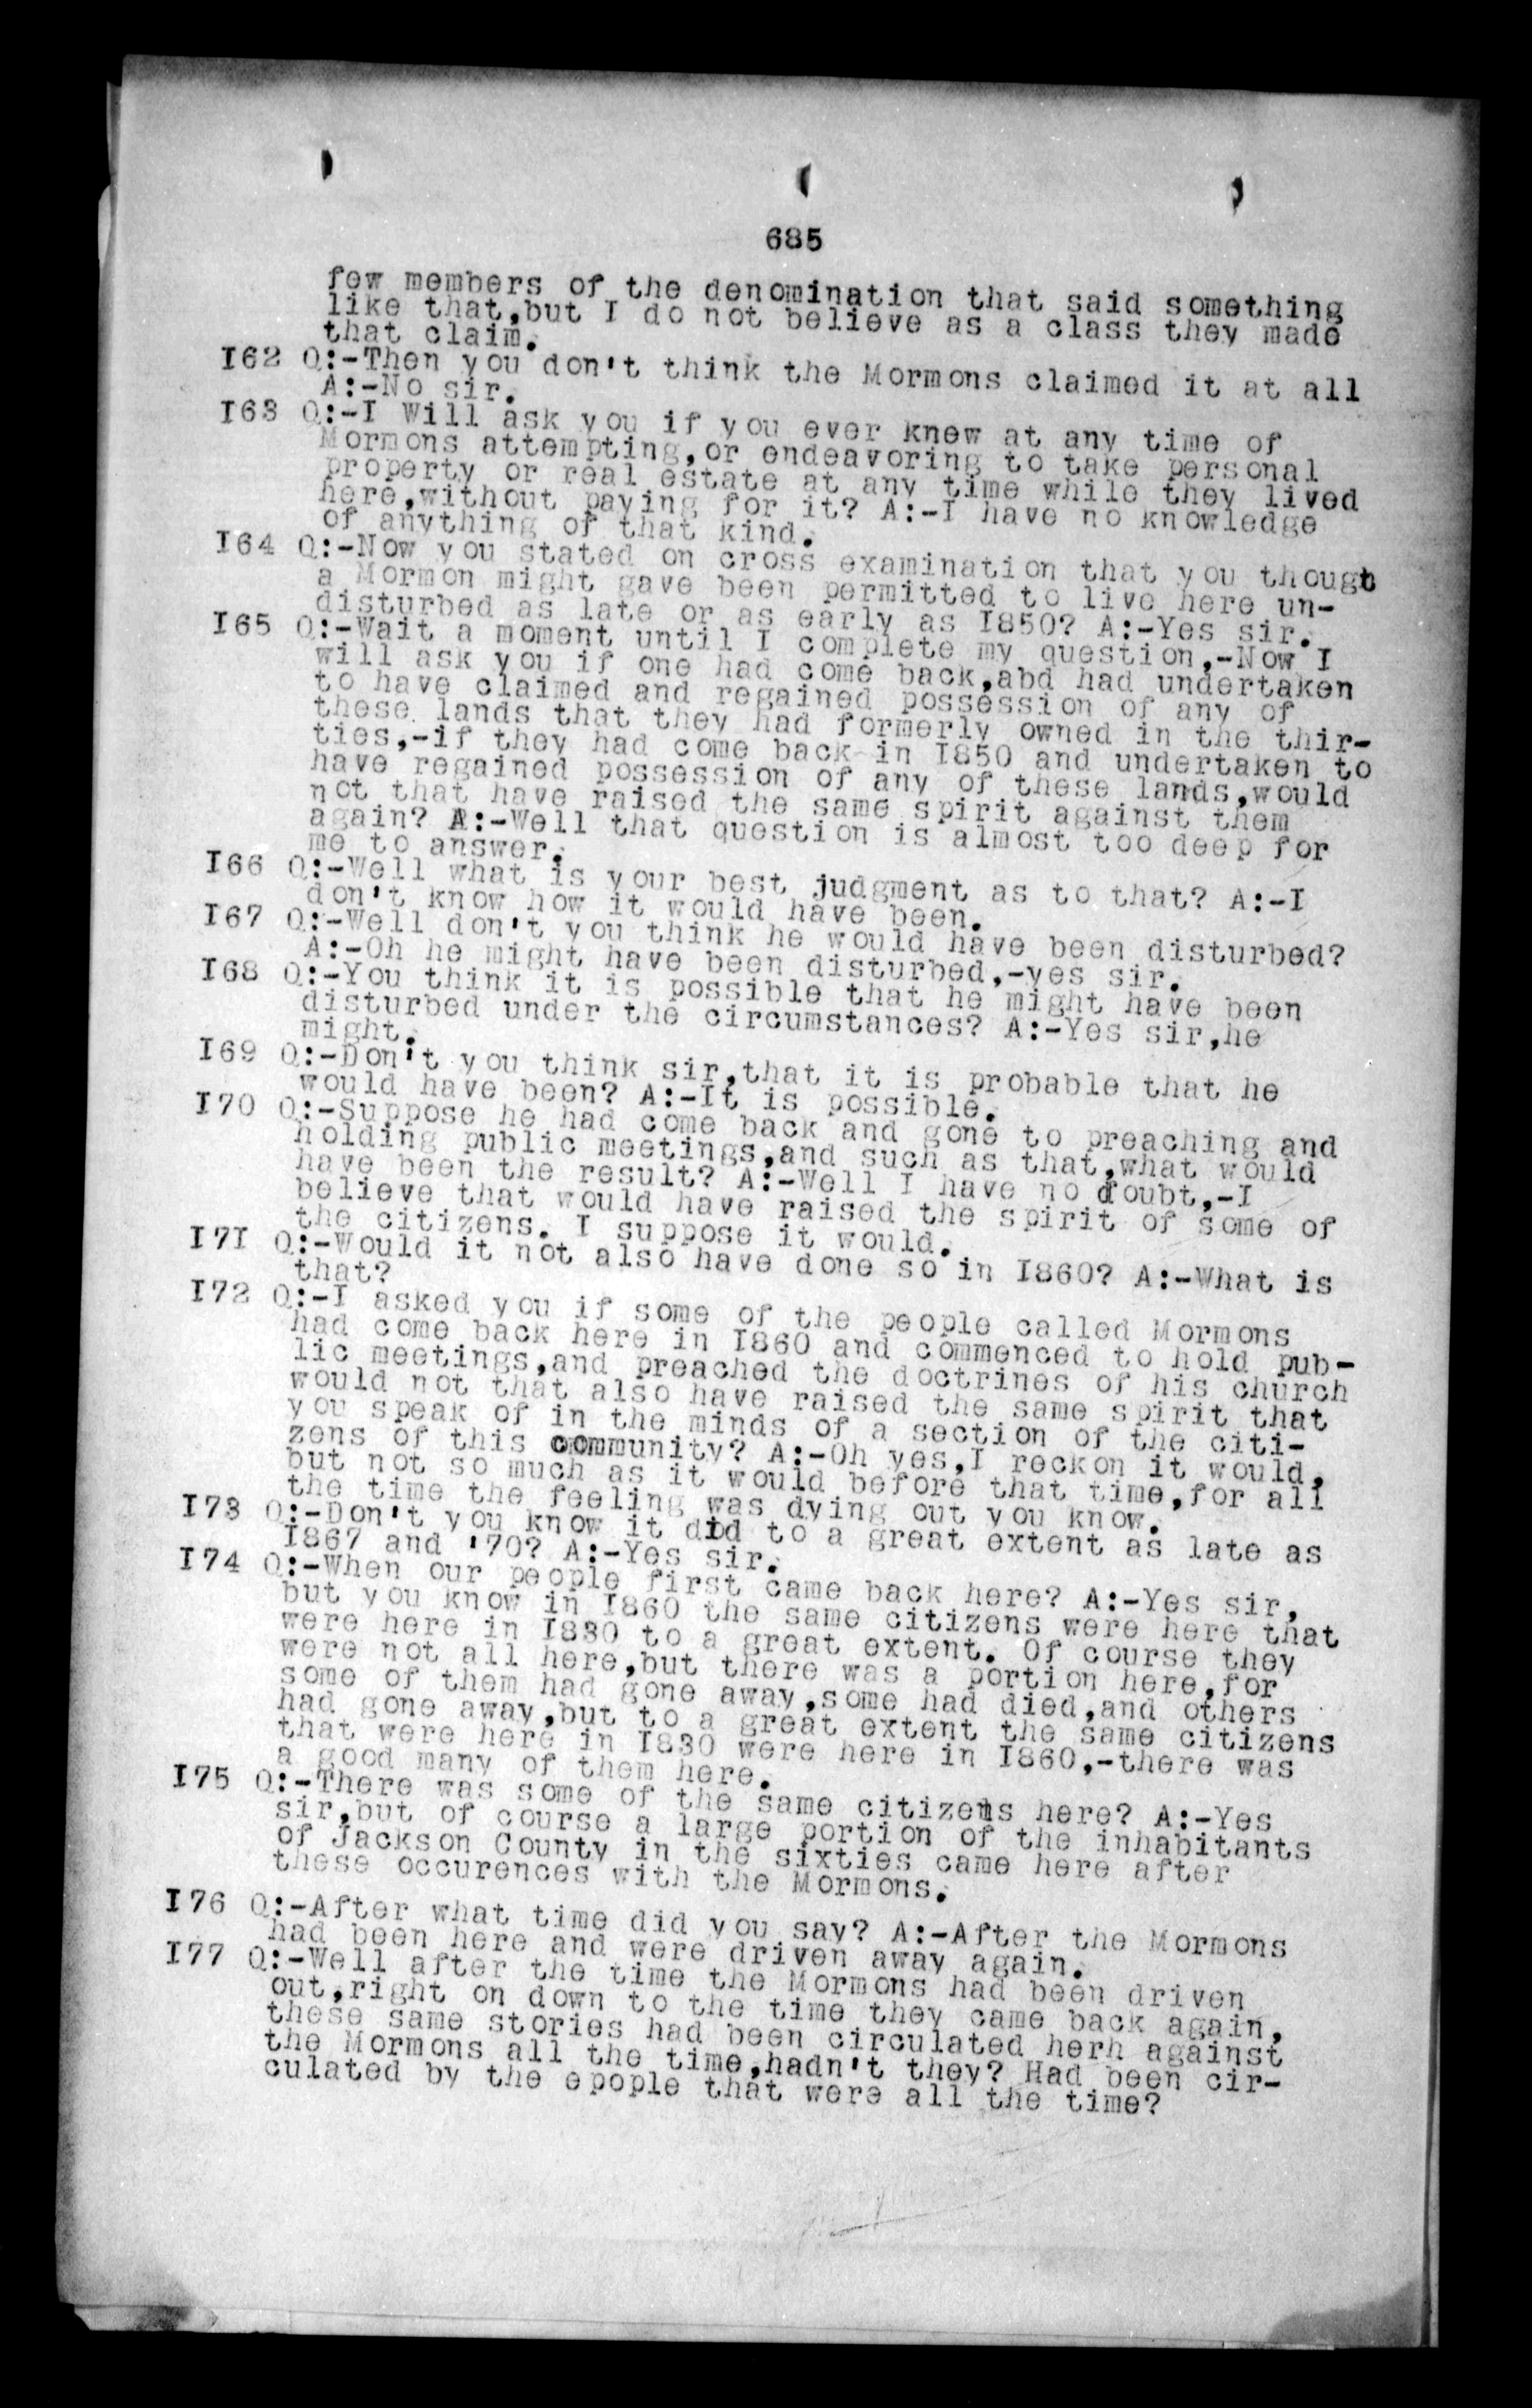 685
few members of the denomination that said something
like that,but I do not believe as a class they made
that claim.
I62 Q:-Then you don't think the Mormons claimed it at all
A:-No sir.
I63 Q:-I Will ask you if you ever knew at any time of
Mormons attempting,or endeavoring to take personal
property or real estate at any time while they lived
here,without paying for it? A:-I have no knowledge
of anything of that kind.
I64 Q:-Now you stated on cross examination that you thougt
a Mormon might gave been permitted to live here un-
disturbed as late or as early as I850? A:-Yes sir.
I65 Q:-Wait a moment until I complete my question,-Now I
will ask you if one had come back,abd had undertaken
to have claimed and regained possession of any of
these lands that they had formerly owned in the thir-
ties,-if they had come back in I850 and undertaken to
have regained possession of any of these lands,would
not that have raised the same spirit against them
again? A:-Well that question is almost too deep for
me to answer.
I66 Q:-Well what is your best judgment as to that? A:-I
don't know how it would have been.
I67 Q:-Well don't you think he would have been disturbed?
A:-Oh he might have been disturbed,-yes sir.
I68 Q:-You think it is possible that he might have been
disturbed under the circumstances? A:-Yes sir,he
might.
I69 Q:-Don't you think sir,that it is probable that he
would have been? A:-It is possible.
I70 Q:-Suppose he had come back and gone to preaching and
holding public meetings,and such as that,what would
have been the result? A:-Well I have no doubt,-I
believe that would have raised the spirit of some of
the citizens. I suppose it would.
I7I Q:-Would it not also have done so in I860? A:-What is
that?
I72 Q:-I asked you if some of the people called Mormons
had come back here in I860 and commenced to hold pub-
lic meetings,and preached the doctrines of his church
would not that also have raised the same spirit that
you speak of in the minds of a section of the citi-
zens of this community? A:-Oh yes,I reckon it would,
but not so much as it would before that time,for all
the time the feeling was dying out you know.
I73 Q:-Don't you know it did to a great extent as late as
I867 and '70? A:-Yes sir.
I74 Q:-When our people first came back here? A:-Yes sir,
but you know in I860 the same citizens were here that
were here in I830 to a great extent. Of course they
were not all here,but there was a portion here,for
some of them had gone away,some had died,and others
had gone away,but to a great extent the same citizens
that were here in I830 were here in I860,-there was
a good many of them here.
I75 Q:-There was some of the same citizens here? A:-Yes
sir,but of course a large portion of the inhabitants
of Jackson County in the sixties came here after
these occurences with the Mormons.
I76 Q:-After what time did you say? A:-After the Mormons
had been here and were driven away again.
I77 Q:-Well after the time the Mormons had been driven
out,right on down to the time they came back again,
these same stories had been circulated herh against
the Mormons all the time,hadn't they? Had been cir-
culated by the epople that were all the time?